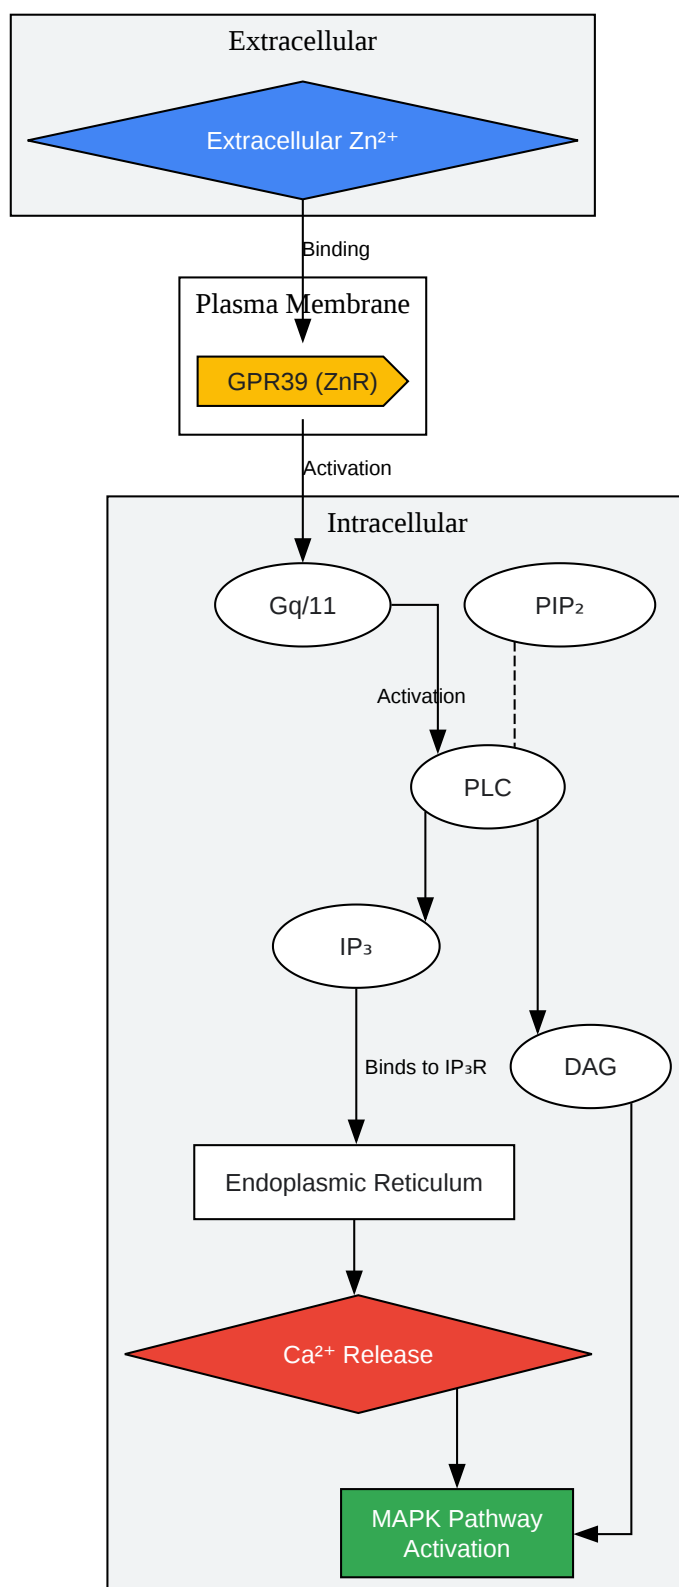 Extracellular
Extracellular Zn²⁺
Binding
Plasma Membrane
GPR39 (ZnR)
Activation
Intracellular
Gq/11
PIP₂
Activation
PLC
IP₃
Binds to IP₃R
DAG
Endoplasmic Reticulum
Ca²⁺ Release
MAPK Pathway
Activation